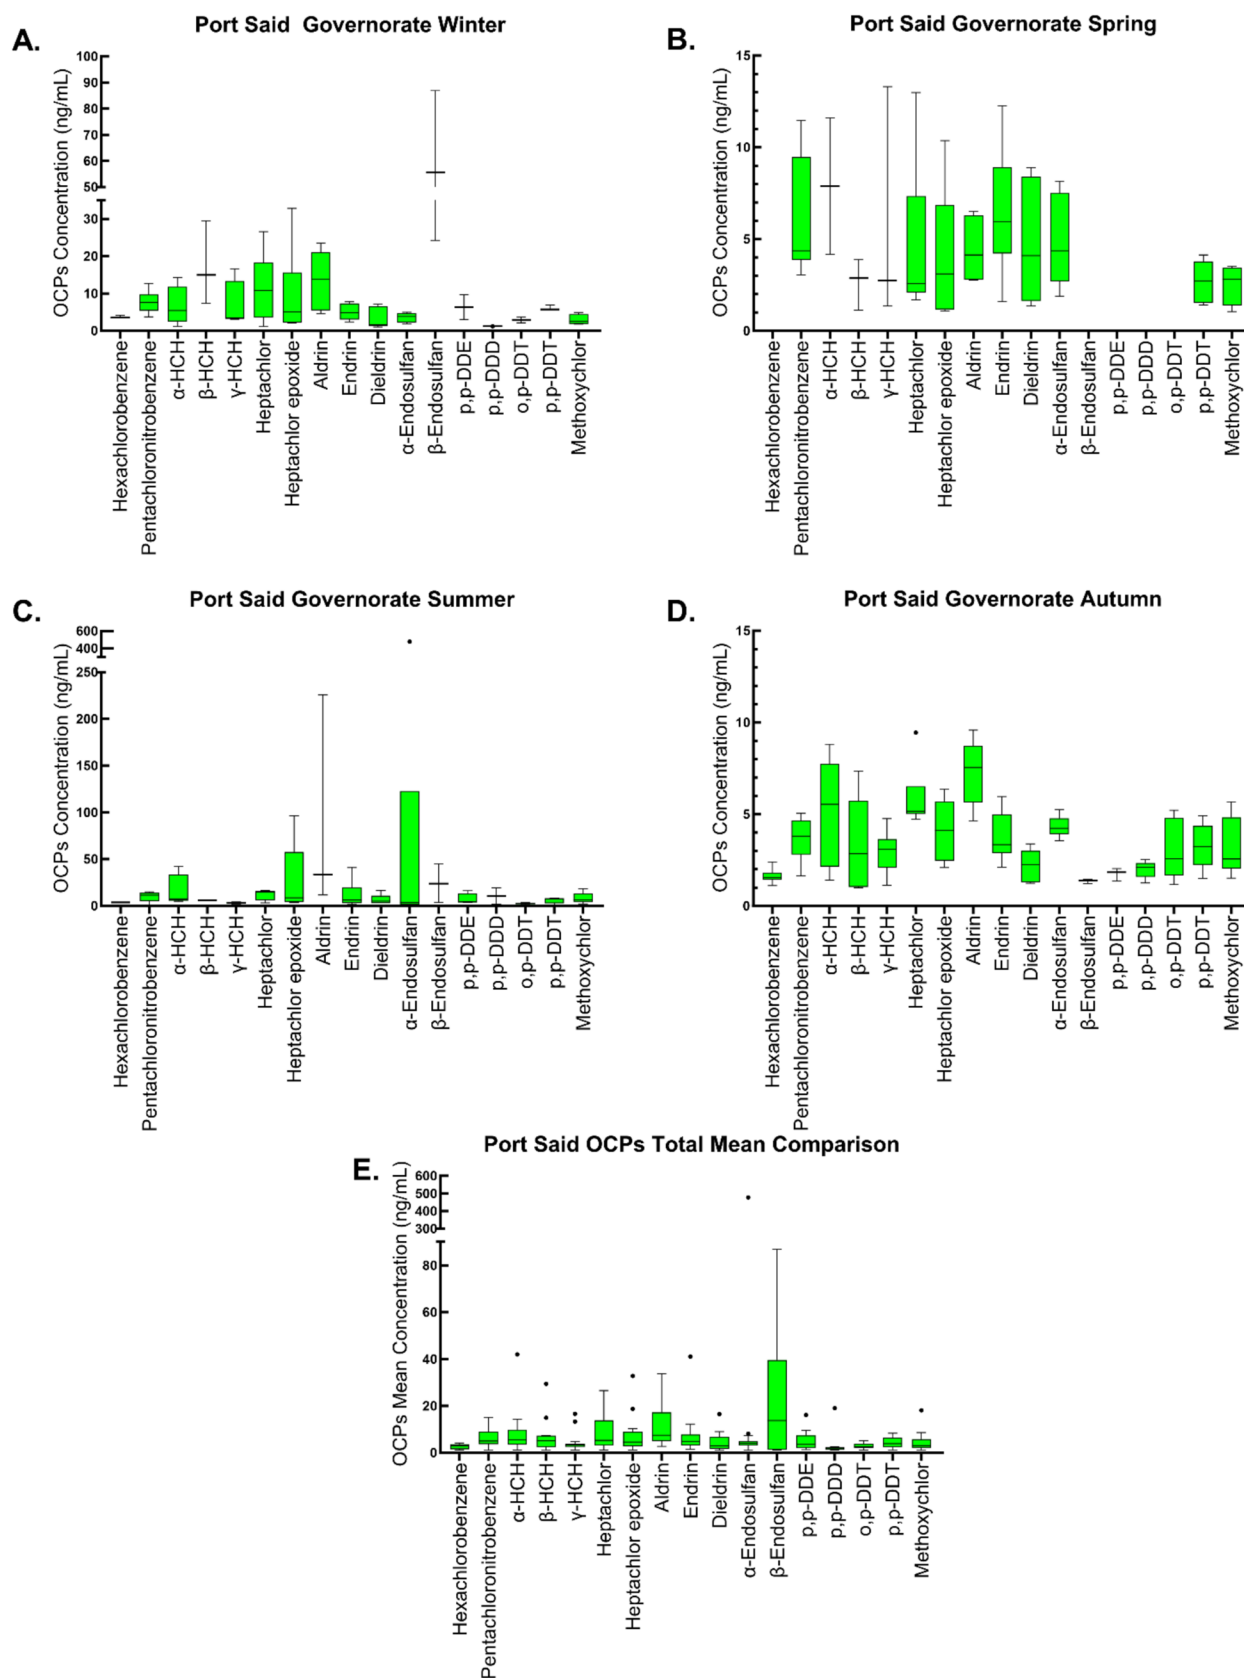 A.
Port Said  Governorate Winter
OCPs Concentration (ng/mL)
100
90
80
70
60
50
30
20
10
0
Hexachlorobenzene
Pentachloronitrobenzene
α-HCH
β-HCH
γ-HCH
Heptachlor
Heptachlor epoxide
Aldrin
Endrin
Dieldrin
α-Endosulfan
β-Endosulfan
p,p-DDE
p,p-DDD
o,p-DDT
p,p-DDT
Methoxychlor
B.
Port Said Governorate Spring
OCPs Concentration (ng/mL)
15
10
5
0
Hexachlorobenzene
Pentachloronitrobenzene
α-HCH
β-HCH
γ-HCH
Heptachlor
Heptachlor epoxide
Aldrin
Endrin
Dieldrin
α-Endosulfan
β-Endosulfan
p,p-DDE
p,p-DDD
o,p-DDT
p,p-DDT
Methoxychlor
C.
Port Said Governorate Summer
OCPs Concentration (ng/mL)
600
400
250
200
150
100
50
0
Hexachlorobenzene
Pentachloronitrobenzene
α-HCH
β-HCH
γ-HCH
Heptachlor
Heptachlor epoxide
Aldrin
Endrin
Dieldrin
α-Endosulfan
β-Endosulfan
p,p-DDE
p,p-DDD
o,p-DDT
p,p-DDT
Methoxychlor
D.
Port Said Governorate Autumn
OCPs Concentration (ng/mL)
15
10
5
0
Hexachlorobenzene
Pentachloronitrobenzene
α-HCH
β-HCH
γ-HCH
Heptachlor
Heptachlor epoxide
Aldrin
Endrin
Dieldrin
α-Endosulfan
β-Endosulfan
p,p-DDE
p,p-DDD
o,p-DDT
p,p-DDT
Methoxychlor
E.
Port Said OCPs Total Mean Comparison
OCPs Mean Concentration (ng/mL)
600
500
400
300
80
60
40
20
0
Hexachlorobenzene
Pentachloronitrobenzene
α-HCH
β-HCH
γ-HCH
Heptachlor
Heptachlor epoxide
Aldrin
Endrin
Dieldrin
α-Endosulfan
β-Endosulfan
p,p-DDE
p,p-DDD
o,p-DDT
p,p-DDT
Methoxychlor